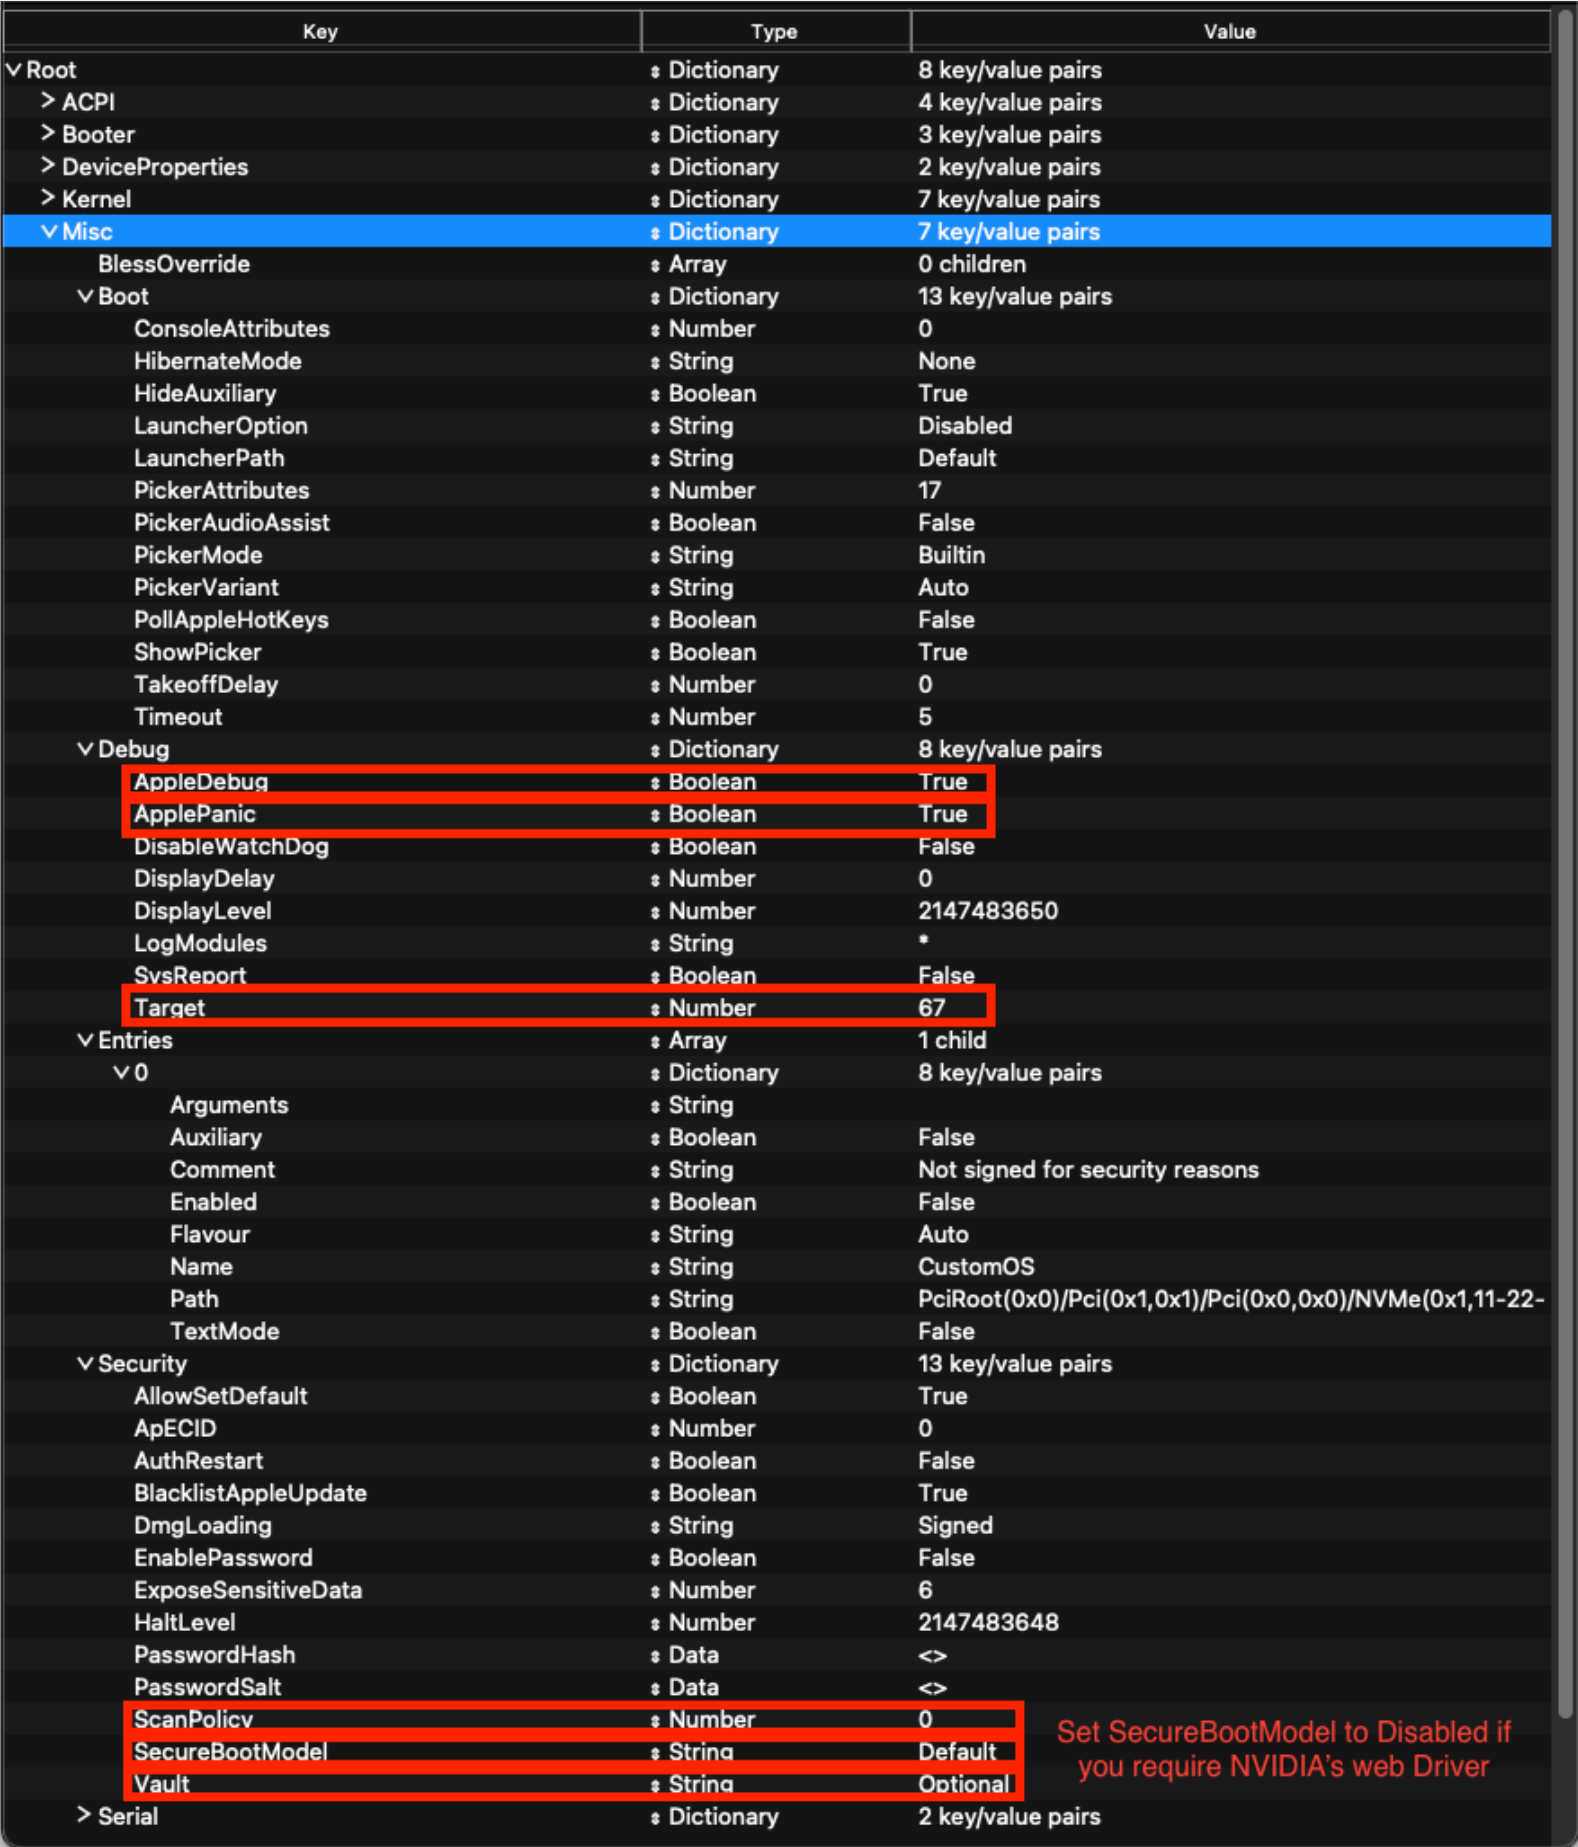 Key Type Value
Root Dictionary 8 key/value pairs
ACPI Dictionary 4 key/value pairs
Booter Dictionary 3 key/value pairs
DeviceProperties Dictionary 2 key/value pairs
Kernel Dictionary 7 key/value pairs
Misc Dictionary 7 key/value pairs
BlessOverride Array 0 children
Boot Dictionary 13 key/value pairs
ConsoleAttributes Number 0
HibernateMode String None
HideAuxiliary Boolean True
LauncherOption String Disabled
LauncherPath String Default
PickerAttributes Number 17
PickerAudioAssist Boolean False
PickerMode String Builtin
PickerVariant String Auto
PollAppleHotKeys Boolean False
ShowPicker Boolean True
TakeoffDelay Number 0
Timeout Number 5
Debug Dictionary 8 key/value pairs
AppleDebug Boolean True
ApplePanic Boolean True
DisableWatchDog Boolean False
DisplayDelay Number 0
DisplayLevel Number 2147483650
LogModules String *
SysReport Boolean False
Target Number 67
Entries Array 1 child
0 Dictionary 8 key/value pairs
Arguments String
Auxiliary Boolean False
Comment String Not signed for security reasons
Enabled Boolean False
Flavour String Auto
Name String CustomOS
Path String PciRoot(0x0)/Pci(0x1,0x1)/Pci(0x0,0x0)/NVMe(0x1,11-22-
TextMode Boolean False
Security Dictionary 13 key/value pairs
AllowSetDefault Boolean True
ApECID Number 0
AuthRestart Boolean False
BlacklistAppleUpdate Boolean True
DmgLoading String Signed
EnablePassword Boolean False
ExposeSensitiveData Number 6
HaltLevel Number 2147483648
PasswordHash Data <>
PasswordSalt Data <>
ScanPolicy Number 0
SecureBootModel String Default
Vault String Optional
Set SecureBootModel to Disabled if
you require NVIDIA's web Driver
Serial Dictionary 2 key/value pairs